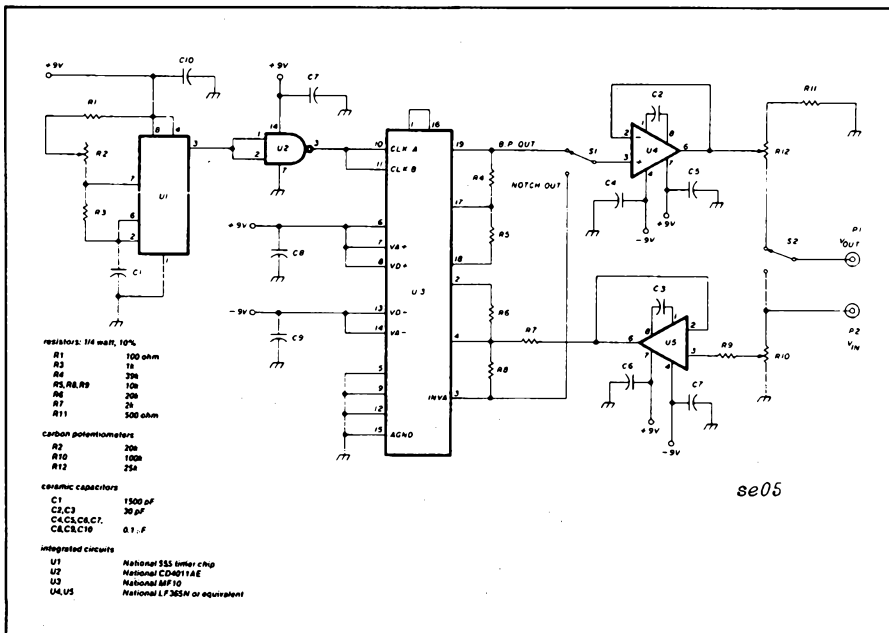 +9V
C10
R1
8
4
R2
3
7
U1
R3
6
2
C1
1
+9V
C7
14
1
2
U2
3
7
1
16
10
CLK A
11
CLK B
+9V
6
7
VA+
8
VD+
C8
U3
-9V
13
VD-
14
VA-
C9
5
9
12
15
AGND
19
B.P OUT
R4
17
NOTCH OUT
R5
18
2
R6
4
R7
R8
INVA
3
S1
C2
1
8
2
-
U4
6
3
+
4
7
C4
C5
-9V
+9V
R11
R12
S2
P1
VOUT
P2
VIN
C3
8
1
2
6
U5
3
R9
R10
7
4
C6
C7
+9V
-9V
resistors: 1/4 watt, 10%
R1 100 ohm
R3 1k
R4 39k
R5,R8,R9 10k
R6 20k
R7 2k
R11 500 ohm
carbon potentiometers
R2 20k
R10 100k
R12 25k
ceramic capacitors
C1 1500 pF
C2,C3 30 pF
C4,C5,C6,C7,
C8,C9,C10 0.1 µF
integrated circuits
U1 National 555 timer chip
U2 National CD4011AE
U3 National MF10
U4,U5 National LF365N or equivalent
se05